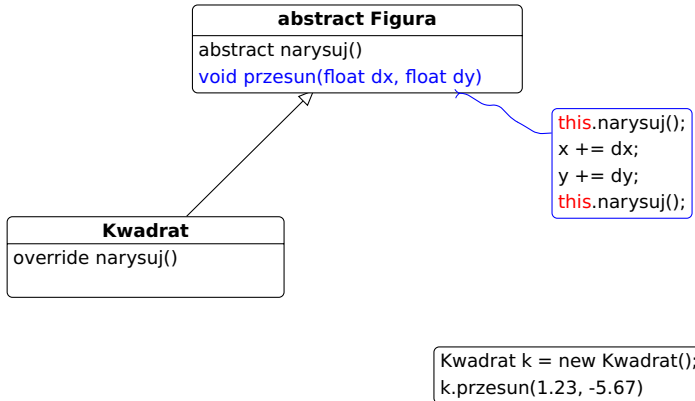 abstract Figura
abstract narysuj()
void przesun(float dx, float dy)
this.narysuj();
x += dx;
y += dy;
this.narysuj();
Kwadrat
override narysuj()
Kwadrat k = new Kwadrat();
k.przesun(1.23, -5.67)